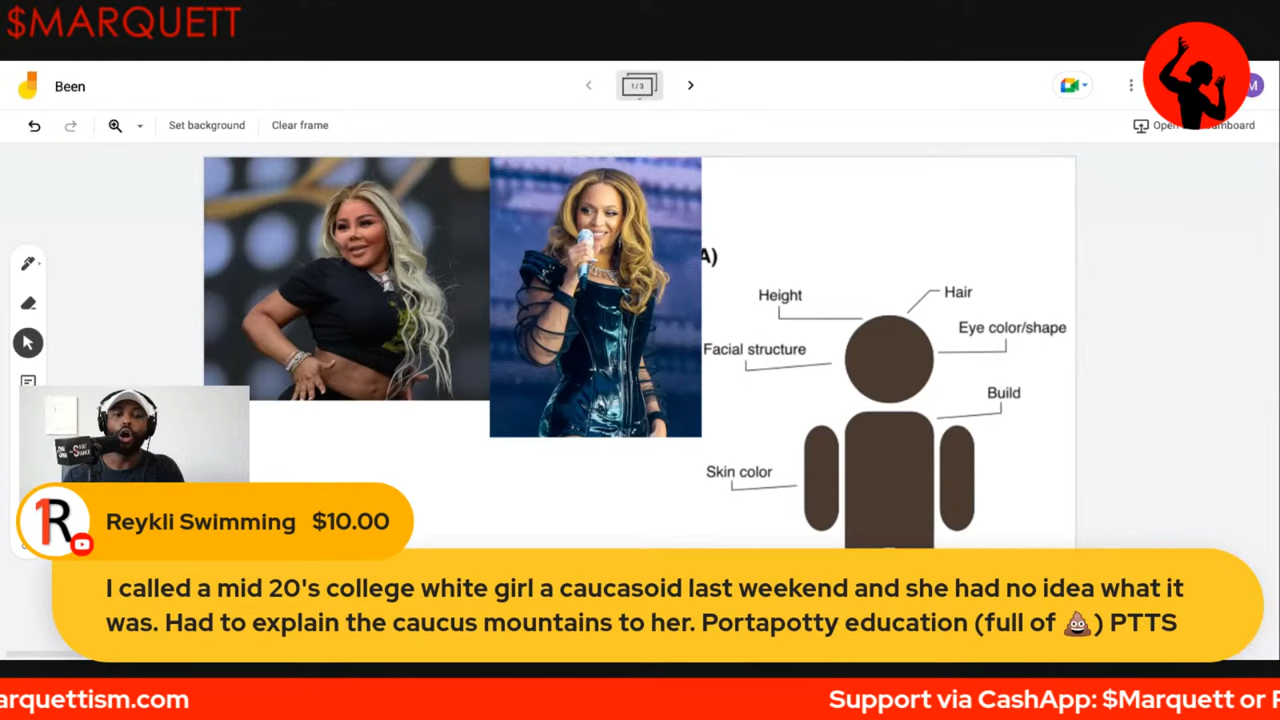 $MARQUETT
Been
1/3
M
Set background
Clear frame
Open
amboard
A)
Height
Hair
Eye color/shape
Facial structure
Build
Skin color
1R
Reykli Swimming $10.00
I called a mid 20's college white girl a caucasoid last weekend and she had no idea what it
was. Had to explain the caucus mountains to her. Portapotty education (full of 💩) PTTS
arquettism.com
Support via CashApp: $Marquett or P